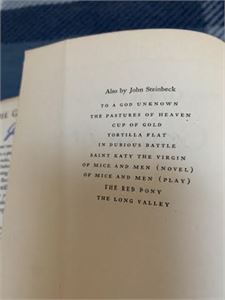 Also by John Steinbeck
TO A GOD UNKNOWN
THE PASTURES OF HEAVEN
CUP OF GOLD
TORTILLA FLAT
IN DUBIOUS BATTLE
SAINT KATY THE VIRGIN
OF MICE AND MEN (NOVEL)
OF MICE AND MEN (PLAY)
THE RED PONY
THE LONG VALLEY